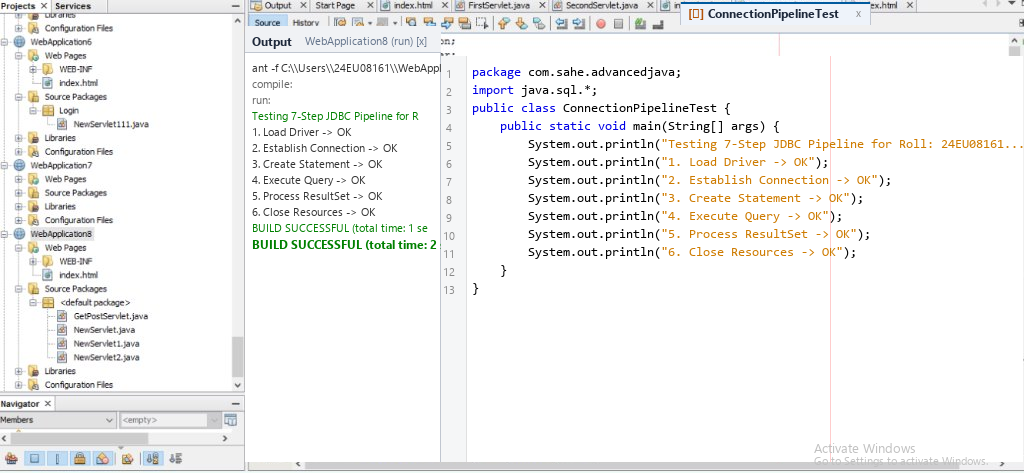 Projects × Services
Libraries
Configuration Files
WebApplication6
Web Pages
WEB-INF
index.html
Source Packages
Login
NewServlet111.java
Libraries
Configuration Files
WebApplication7
Web Pages
Source Packages
Libraries
Configuration Files
WebApplication8
Web Pages
WEB-INF
index.html
Source Packages
<default package>
GetPostServlet.java
NewServlet.java
NewServlet1.java
NewServlet2.java
Libraries
Configuration Files
Navigator ×
Members <empty>
Output × Start Page × index.html × FirstServlet.java × SecondServlet.java × in ex.html ×
[] ConnectionPipelineTest x
Source History
Output WebApplication8 (run) [x]
ant -f C:\\Users\\24EU08161\\WebAppl
compile:
run:
Testing 7-Step JDBC Pipeline for R
1. Load Driver -> OK
2. Establish Connection -> OK
3. Create Statement -> OK
4. Execute Query -> OK
5. Process ResultSet -> OK
6. Close Resources -> OK
BUILD SUCCESSFUL (total time: 1 se
BUILD SUCCESSFUL (total time: 2
on;
1 package com.sahe.advancedjava;
2 import java.sql.*;
3 public class ConnectionPipelineTest {
4 public static void main(String[] args) {
5 System.out.println("Testing 7-Step JDBC Pipeline for Roll: 24EU08161...
6 System.out.println("1. Load Driver -> OK");
7 System.out.println("2. Establish Connection -> OK");
8 System.out.println("3. Create Statement -> OK");
9 System.out.println("4. Execute Query -> OK");
10 System.out.println("5. Process ResultSet -> OK");
11 System.out.println("6. Close Resources -> OK");
12 }
13 }
Activate Windows
Go to Settings to activate Windows.